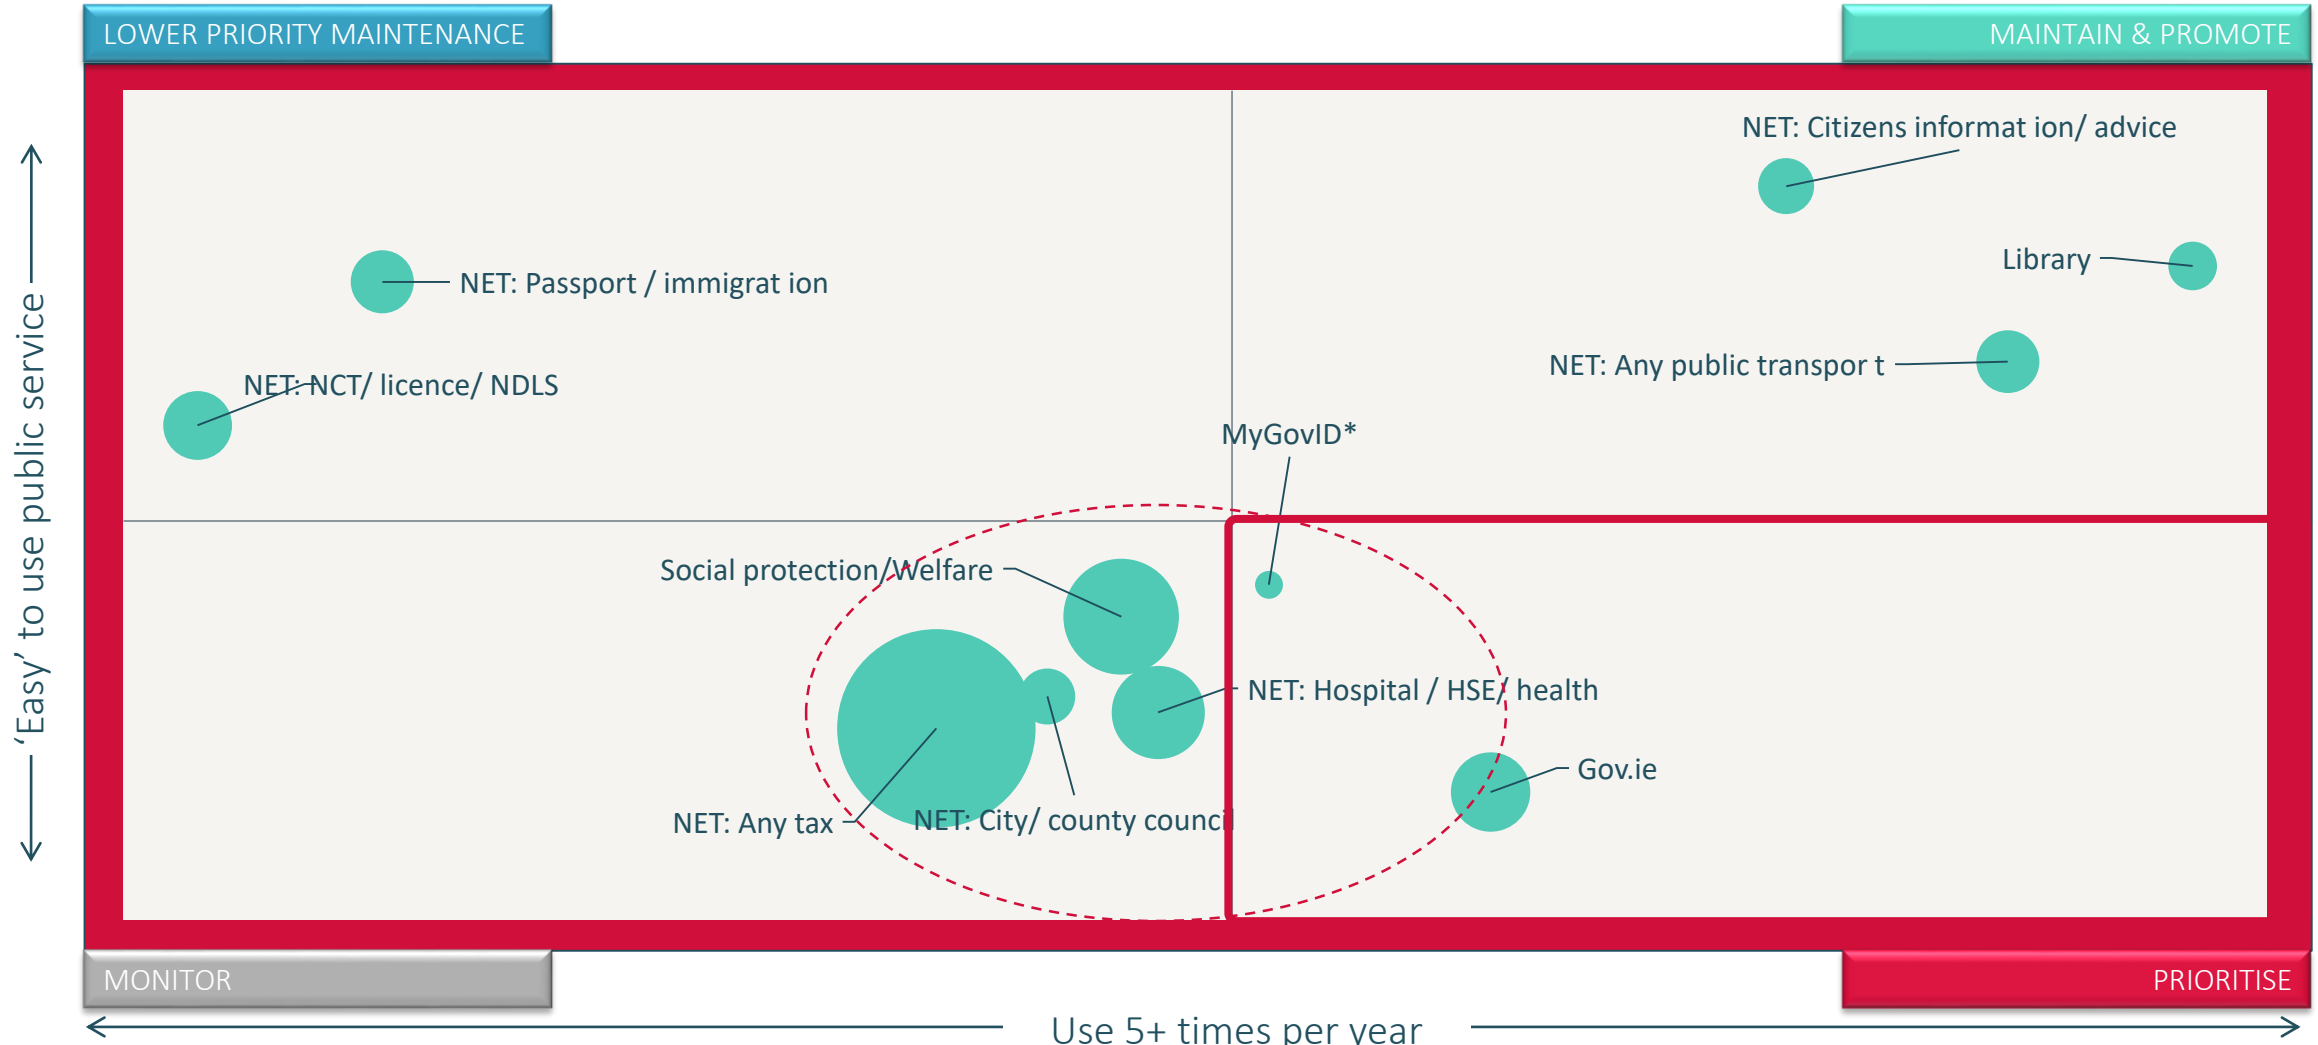 LOWER PRIORITY MAINTENANCE
MAINTAIN & PROMOTE
NET: Citizens informat ion/ advice
Library
NET: Passport / immigrat ion
NET: Any public transpor t
NET: NCT/ licence/ NDLS
MyGovID*
‘Easy’ to use public service
Social protection/Welfare
NET: Hospital / HSE/ health
Gov.ie
NET: Any tax
NET: City/ county council
MONITOR
PRIORITISE
Use 5+ times per year